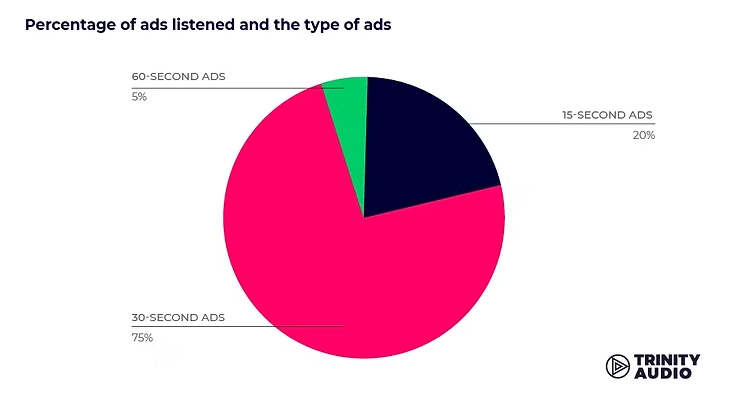 Percentage of ads listened and the type of ads
60-SECOND ADS
5%
15-SECOND ADS
20%
30-SECOND ADS
75%
TRINITY
AUDIO